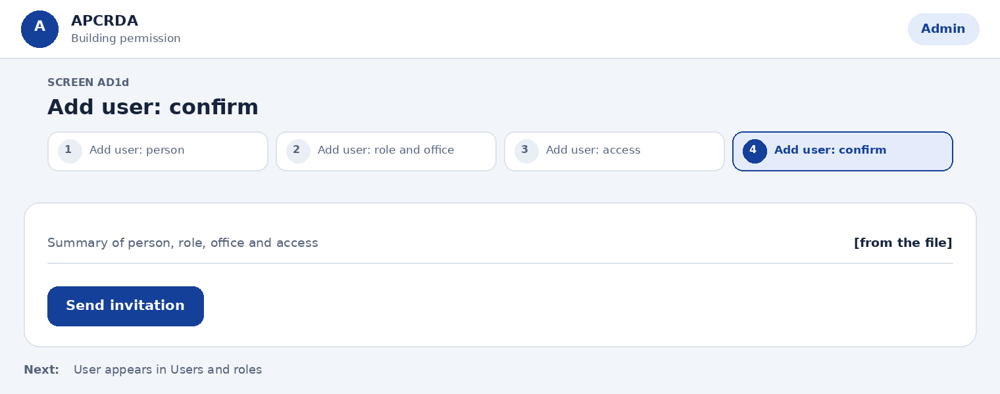 A
APCRDA
Building permission
Admin
SCREEN AD1d
Add user: confirm
1 Add user: person
2 Add user: role and office
3 Add user: access
4 Add user: confirm
Summary of person, role, office and access [from the file]
Send invitation
Next: User appears in Users and roles